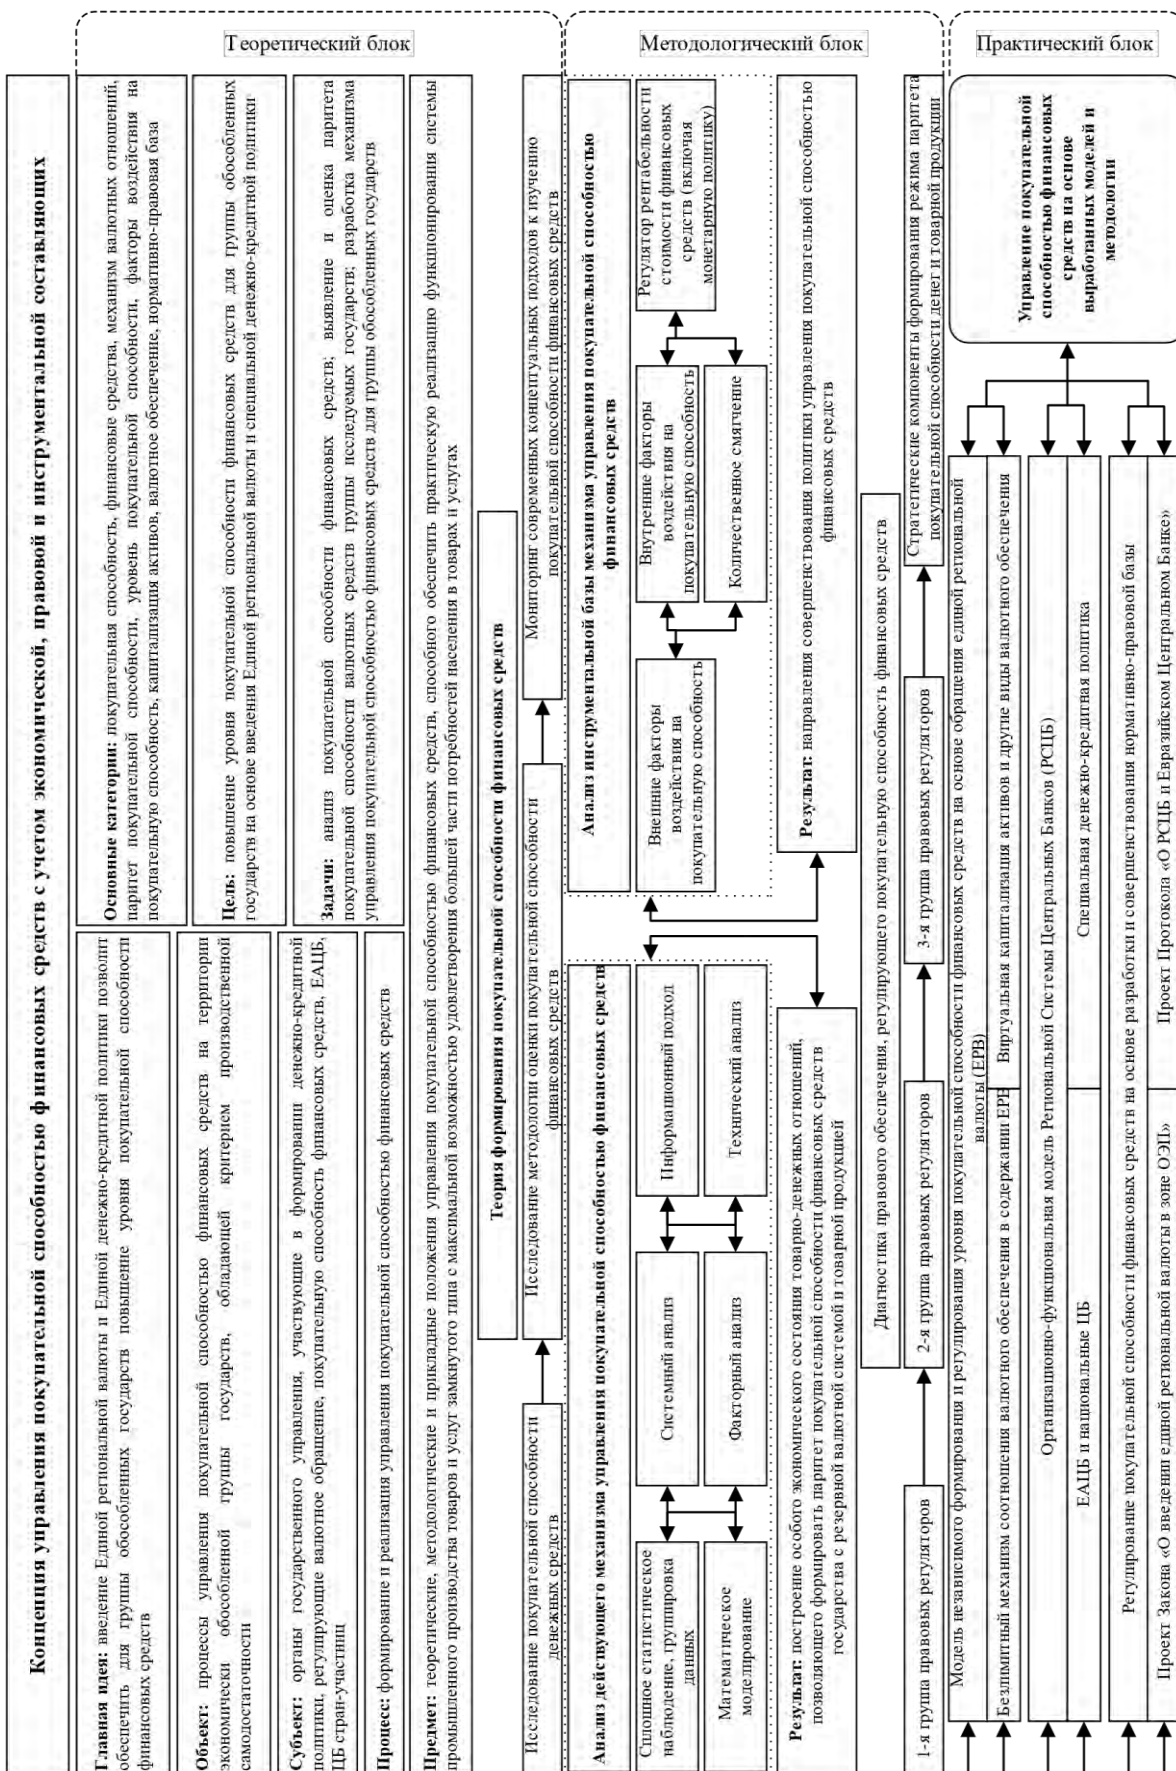 Теоретический блок
Методологический блок
Практический блок
Концепция управления покупательной способностью финансовых средств с учетом экономической, правовой и инструментальной составляющих
Главная идея: введение Единой региональной валюты и Единой денежно-кредитной политики позволит
обеспечить для группы обособленных государств повышение уровня покупательной способности
финансовых средств
Основные категории: покупательная способность, финансовые средства, механизм валютных отношений,
паритет покупательной способности, уровень покупательной способности, факторы воздействия на
покупательную способность, капитализация активов, валютное обеспечение, нормативно-правовая база
Объект: процессы управления покупательной способностью финансовых средств на территории
экономически обособленной группы государств, обладающей критерием производственной
самодостаточности
Цель: повышение уровня покупательной способности финансовых средств для группы обособленных
государств на основе введения Единой региональной валюты и специальной денежно-кредитной политики
Субъект: органы государственного управления, участвующие в формировании денежно-кредитной
политики, регулирующие валютное обращение, покупательную способность финансовых средств, ЕАЦБ,
ЦБ стран-участниц
Задачи: анализ покупательной способности финансовых средств; выявление и оценка паритета
покупательной способности валютных средств группы исследуемых государств; разработка механизма
управления покупательной способностью финансовых средств для группы обособленных государств
Процесс: формирование и реализация управления покупательной способностью финансовых средств
Предмет: теоретические, методологические и прикладные положения управления покупательной способностью финансовых средств, способного обеспечить практическую реализацию функционирования системы
промышленного производства товаров и услуг замкнутого типа с максимальной возможностью удовлетворения большей части потребностей населения в товарах и услугах
Теория формирования покупательной способности финансовых средств
Исследование покупательной способности
денежных средств
Исследование методологии оценки покупательной способности
финансовых средств
Мониторинг современных концептуальных подходов к изучению
покупательной способности финансовых средств
Анализ действующего механизма управления покупательной способностью финансовых средств
Сплошное статистическое
наблюдение, группировка
данных
Системный анализ
Информационный подход
Математическое
моделирование
Факторный анализ
Технический анализ
Анализ инструментальной базы механизма управления покупательной способностью
финансовых средств
Внешние факторы
воздействия на
покупательную способность
Внутренние факторы
воздействия на
покупательную способность
Количественное смягчение
Регулятор рентабельности
стоимости финансовых
средств (включая
монетарную политику)
Результат: построение особого экономического состояния товарно-денежных отношений,
позволяющего формировать паритет покупательной способности финансовых средств
государства с резервной валютной системой и товарной продукцией
Результат: направления совершенствования политики управления покупательной способностью
финансовых средств
Диагностика правового обеспечения, регулирующего покупательную способность финансовых средств
1-я группа правовых регуляторов
2-я группа правовых регуляторов
3-я группа правовых регуляторов
Стратегические компоненты формирования режима паритета
покупательной способности денег и товарной продукции
Модель независимого формирования и регулирования уровня покупательной способности финансовых средств на основе обращения единой региональной
валюты (ЕРВ)
Безлимитный механизм соотношения валютного обеспечения в содержании ЕРВ
Виртуальная капитализация активов и другие виды валютного обеспечения
Организационно-функциональная модель Региональной Системы Центральных Банков (РСЦБ)
ЕАЦБ и национальные ЦБ
Специальная денежно-кредитная политика
Регулирование покупательной способности финансовых средств на основе разработки и совершенствования нормативно-правовой базы
Проект Закона «О введении единой региональной валюты в зоне ОЭП»
Проект Протокола «О РСЦБ и Евразийском Центральном Банке»
Управление покупательной
способностью финансовых
средств на основе
выработанных моделей и
методологии